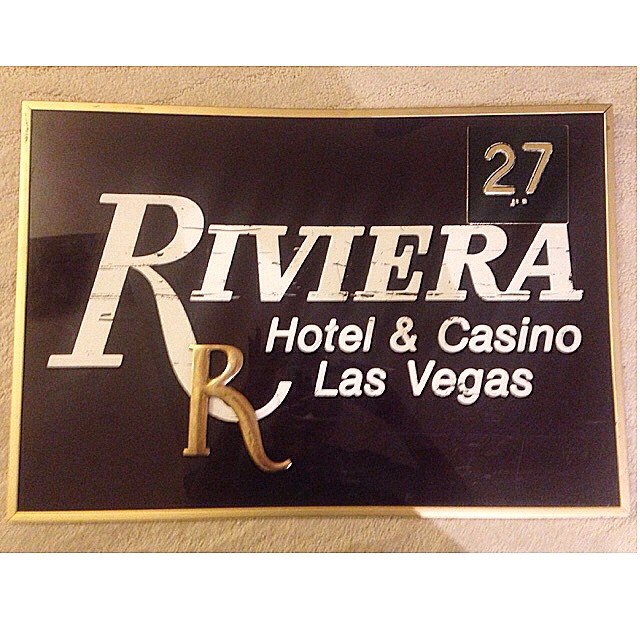 27
RIVIERA
Hotel & Casino
Las Vegas
R